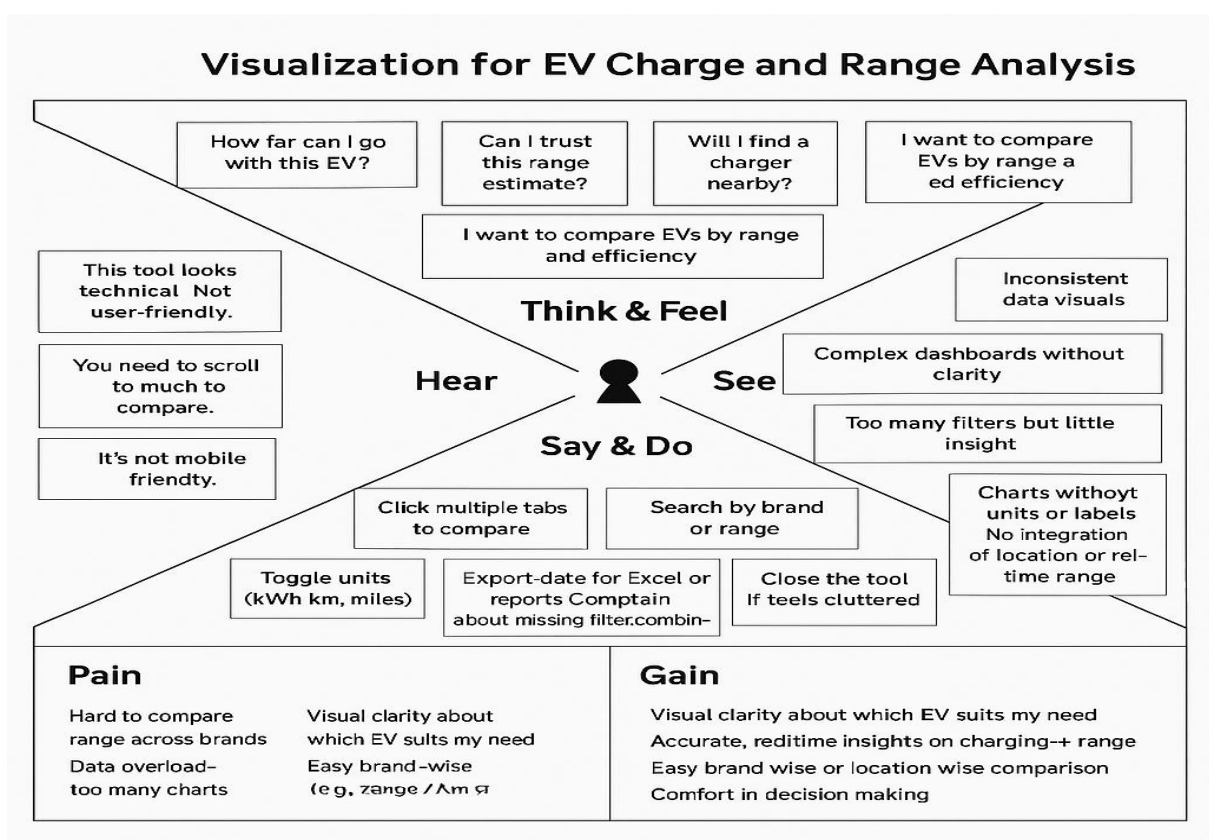 Visualization for EV Charge and Range Analysis
How far can I go
with this EV?
Can I trust
this range
estimate?
Will I find a
charger
nearby?
I want to compare
EVs by range a
ed efficiency
I want to compare EVs by range
and efficiency
Think & Feel
This tool looks
technical Not
user-friendly.
You need to scroll
to much to
compare.
It's not mobile
friendty.
Hear
See
Inconsistent
data visuals
Complex dashboards without
clarity
Too many filters but little
insight
Charts withoyt
units or labels
No integration
of location or rel-
time range
Say & Do
Click multiple tabs
to compare
Search by brand
or range
Toggle units
(kWh km, miles)
Export-date for Excel or
reports Comptain
about missing filter.combin-
Close the tool
If teels cluttered
Pain
Hard to compare
range across brands
Data overload-
too many charts
Visual clarity about
which EV sults my need
Easy brand-wise
(e g,
Gain
Visual clarity about which EV suits my need
Accurate, reditime insights on charging-+ range
Easy brand wise or location wise comparison
Comfort in decision making